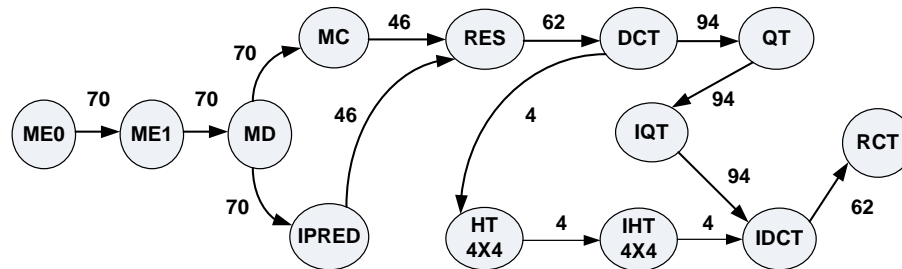 46
62
94
MC
RES
DCT
QT
70
70
70
46
4
94
ME0
ME1
MD
IQT
RCT
70
94
62
IPRED
HT
4X4
4
IHT
4X4
4
IDCT